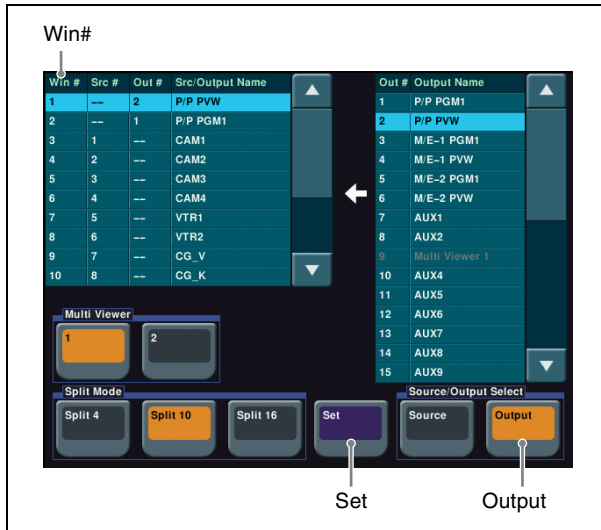 Win#
Win # Src # Out # Src/Output Name
1 -- 2 P/P PVW
2 -- 1 P/P PGM1
3 1 -- CAM1
4 2 -- CAM2
5 3 -- CAM3
6 4 -- CAM4
7 5 -- VTR1
8 6 -- VTR2
9 7 -- CG_V
10 8 -- CG_K
Out # Output Name
1 P/P PGM1
2 P/P PVW
3 M/E-1 PGM1
4 M/E-1 PVW
5 M/E-2 PGM1
6 M/E-2 PVW
7 AUX1
8 AUX2
9 Multi Viewer 1
10 AUX4
11 AUX5
12 AUX6
13 AUX7
14 AUX8
15 AUX9
Multi Viewer
1 2
Split Mode
Split 4 Split 10 Split 16
Set
Source/Output Select
Source Output
Set Output